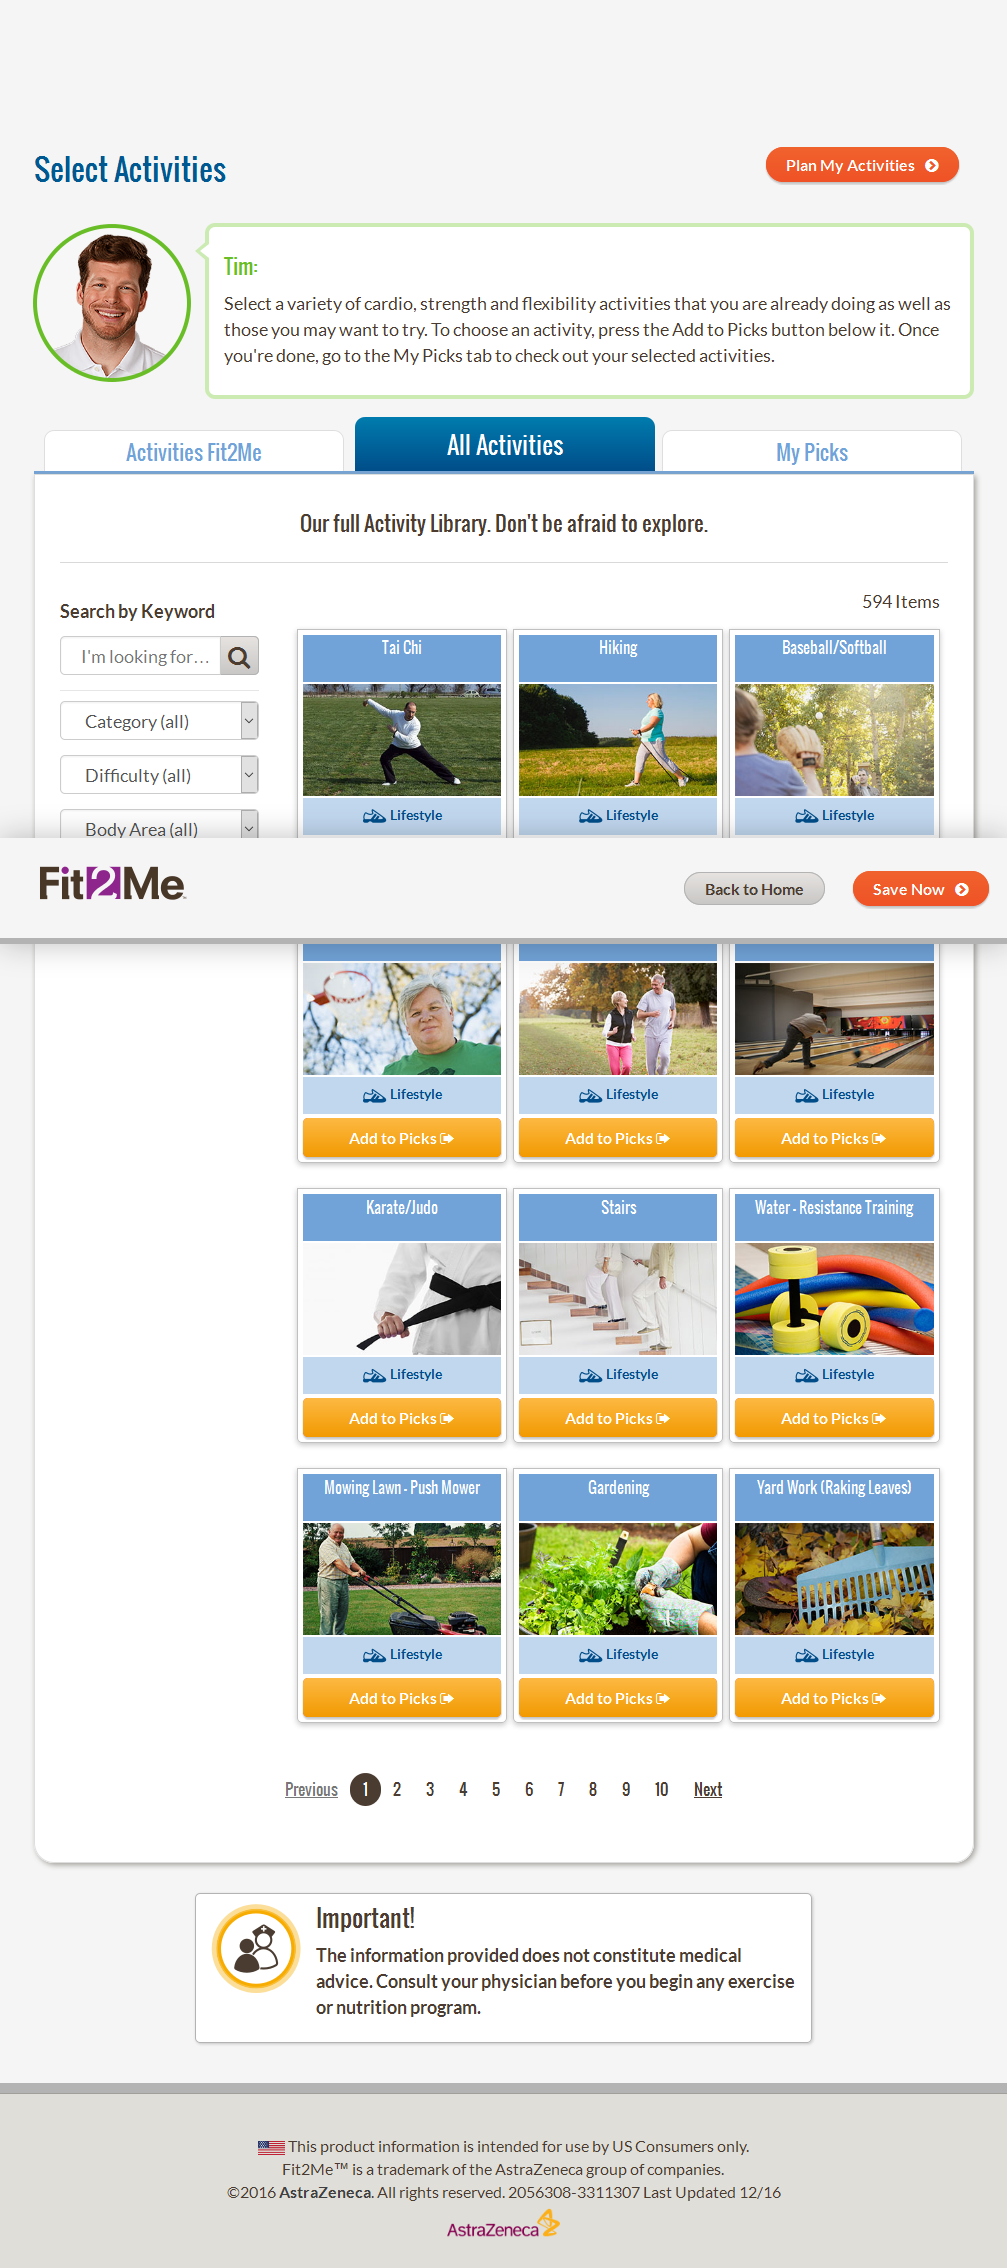 Select Activities
Plan My Activities
Tim:
Select a variety of cardio, strength and flexibility activities that you are already doing as well as
those you may want to try. To choose an activity, press the Add to Picks button below it. Once
you're done, go to the My Picks tab to check out your selected activities.
Activities Fit2Me
All Activities
My Picks
Our full Activity Library. Don't be afraid to explore.
Search by Keyword
594 Items
I'm looking for...
Category (all)
Difficulty (all)
Body Area (all)
Tai Chi
Hiking
Baseball/Softball
Lifestyle
Lifestyle
Lifestyle
Fit2Me
Back to Home
Save Now
Lifestyle
Lifestyle
Lifestyle
Add to Picks
Add to Picks
Add to Picks
Karate/Judo
Stairs
Water - Resistance Training
Lifestyle
Lifestyle
Lifestyle
Add to Picks
Add to Picks
Add to Picks
Mowing Lawn - Push Mower
Gardening
Yard Work (Raking Leaves)
Lifestyle
Lifestyle
Lifestyle
Add to Picks
Add to Picks
Add to Picks
Previous 1 2 3 4 5 6 7 8 9 10 Next
Important!
The information provided does not constitute medical
advice. Consult your physician before you begin any exercise
or nutrition program.
This product information is intended for use by US Consumers only.
Fit2Me™ is a trademark of the AstraZeneca group of companies.
©2016 AstraZeneca. All rights reserved. 2056308-3311307 Last Updated 12/16
AstraZeneca